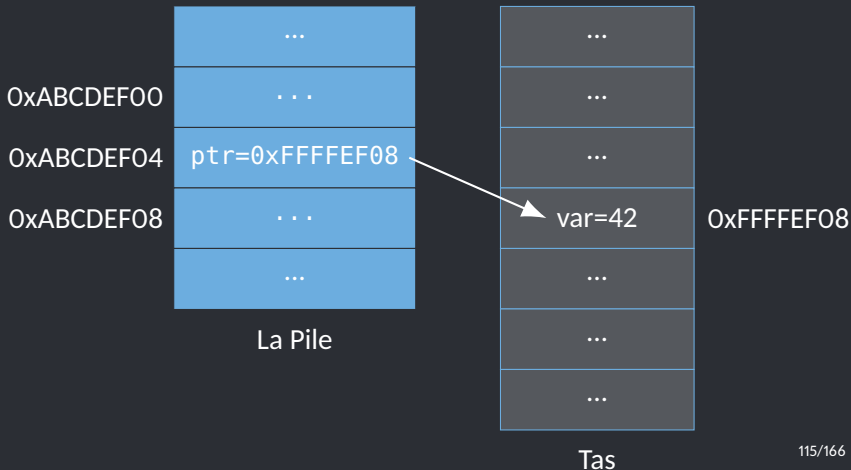 ...
...
0xABCDEF00
...
...
0xABCDEF04
ptr=0xFFFFEF08
...
0xABCDEF08
...
var=42
0xFFFFEF08
...
...
La Pile
...
...
Tas
115/166